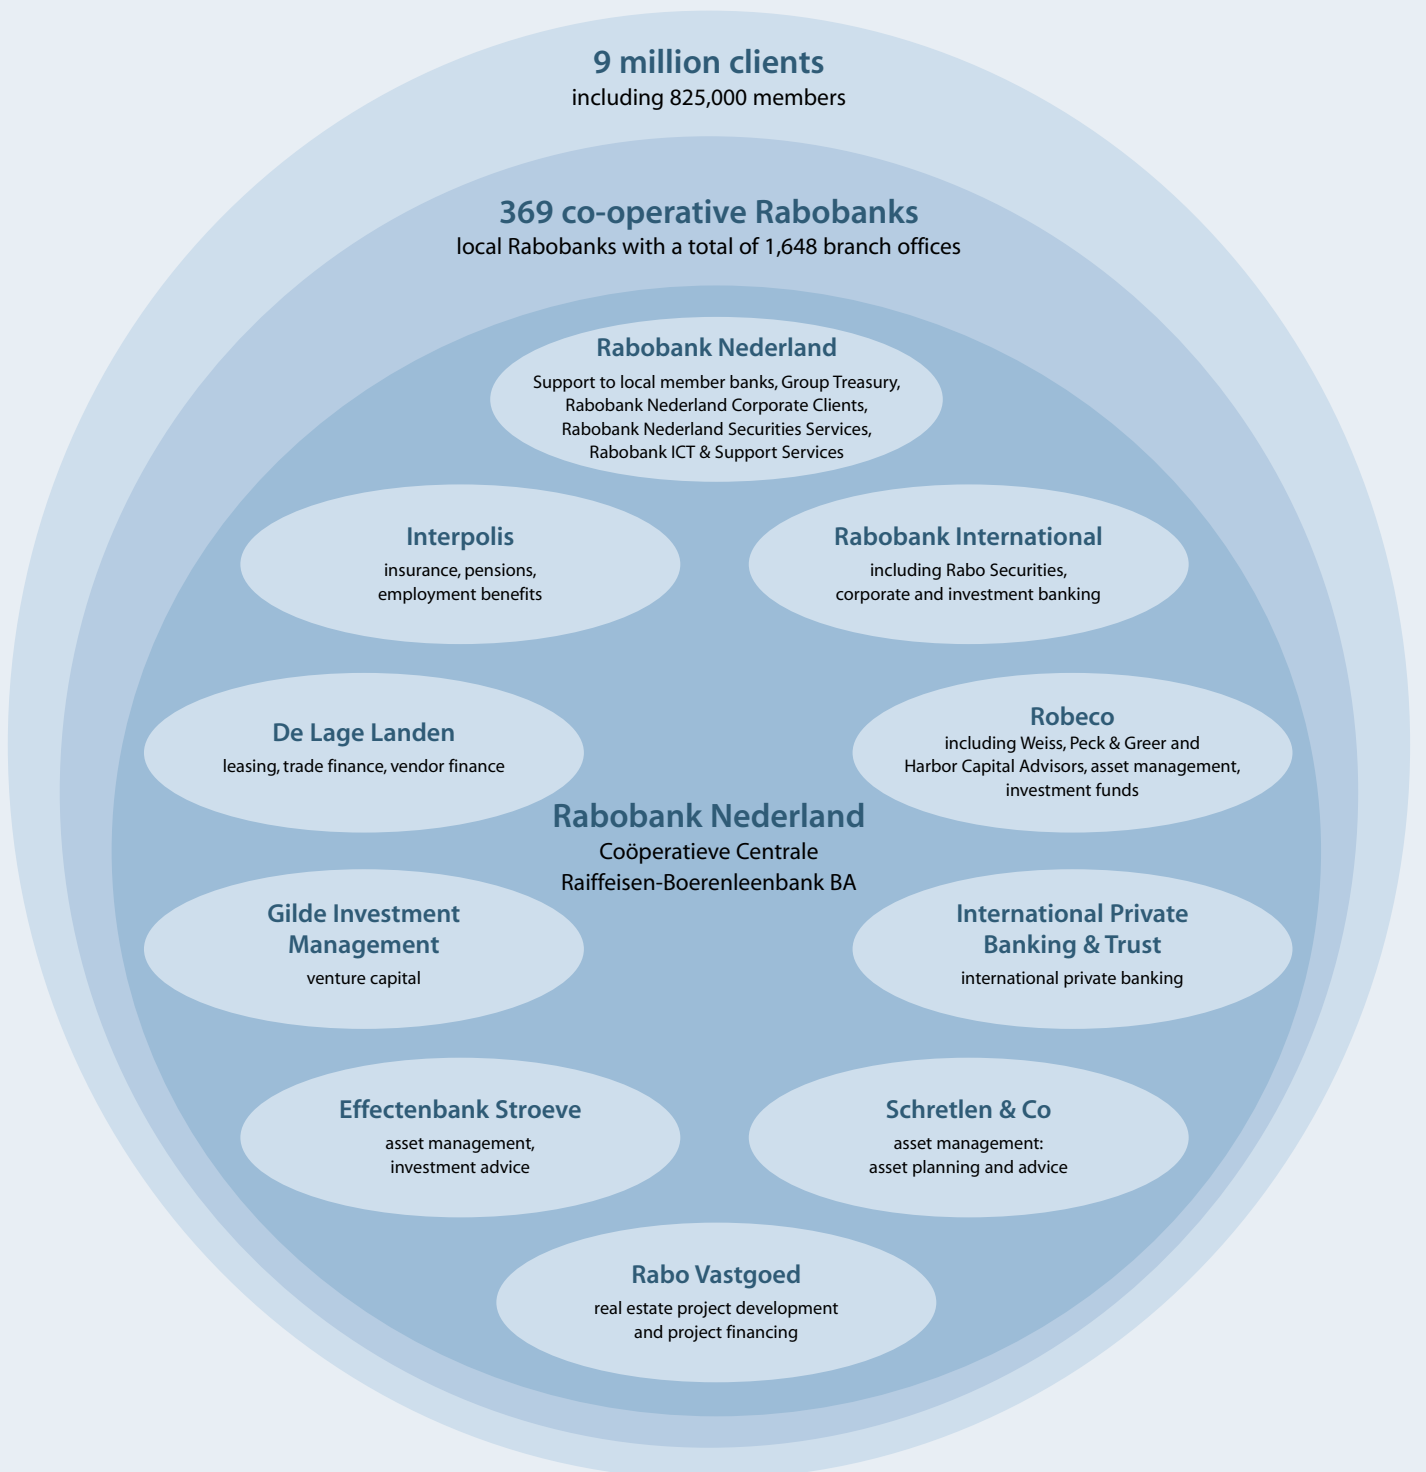 9 million clients
including 825,000 members
369 co-operative Rabobanks
local Rabobanks with a total of 1,648 branch offices
Rabobank Nederland
Support to local member banks, Group Treasury,
Rabobank Nederland Corporate Clients,
Rabobank Nederland Securities Services,
Rabobank ICT & Support Services
Interpolis
insurance, pensions,
employment benefits
Rabobank International
including Rabo Securities,
corporate and investment banking
De Lage Landen
leasing, trade finance, vendor finance
Robeco
including Weiss, Peck & Greer and
Harbor Capital Advisors, asset management,
investment funds
Rabobank Nederland
Coöperatieve Centrale
Raiffeisen-Boerenleenbank BA
Gilde Investment
Management
venture capital
International Private
Banking & Trust
international private banking
Effectenbank Stroeve
asset management,
investment advice
Schretlen & Co
asset management:
asset planning and advice
Rabo Vastgoed
real estate project development
and project financing